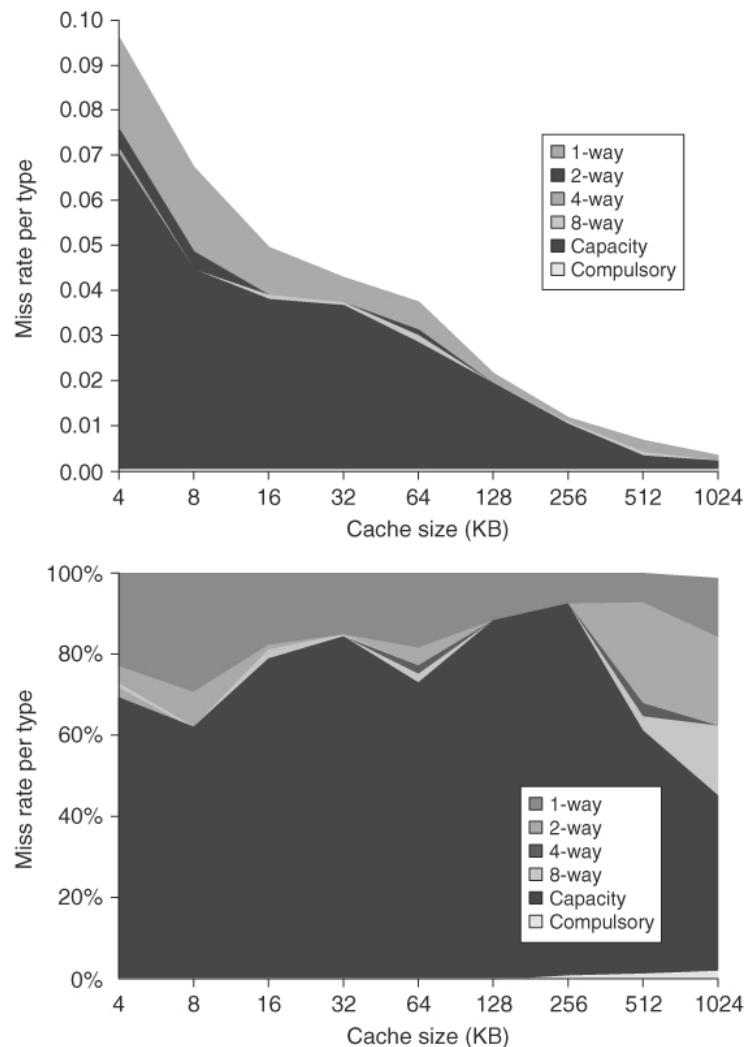 0.10
0.09
0.08
0.07
0.06
0.05
0.04
0.03
0.02
0.01
0.00
Miss rate per type
1-way
2-way
4-way
8-way
Capacity
Compulsory
4 8 16 32 64 128 256 512 1024
Cache size (KB)
100%
80%
60%
40%
20%
0%
Miss rate per type
1-way
2-way
4-way
8-way
Capacity
Compulsory
4 8 16 32 64 128 256 512 1024
Cache size (KB)